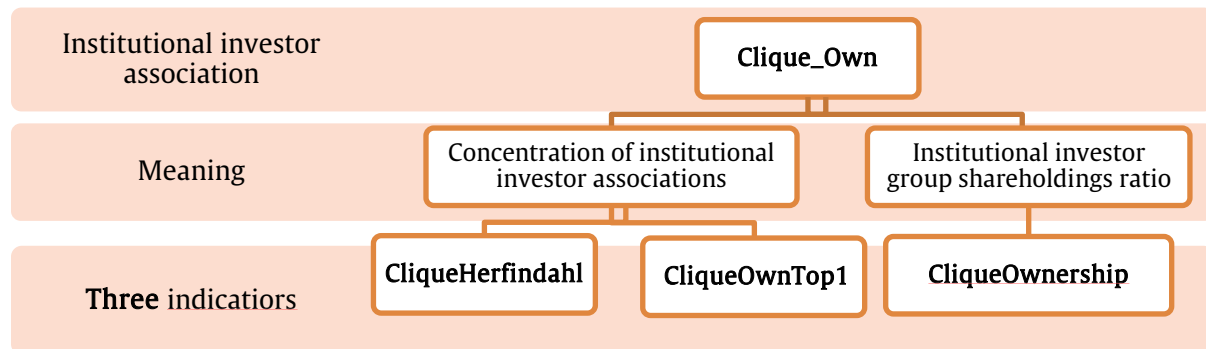 Institutional investor
association
Clique_Own
Meaning
Concentration of institutional
investor associations
Institutional investor
group shareholdings ratio
Three indicatiors
CliqueHerfindahl
CliqueOwnTop1
CliqueOwnership